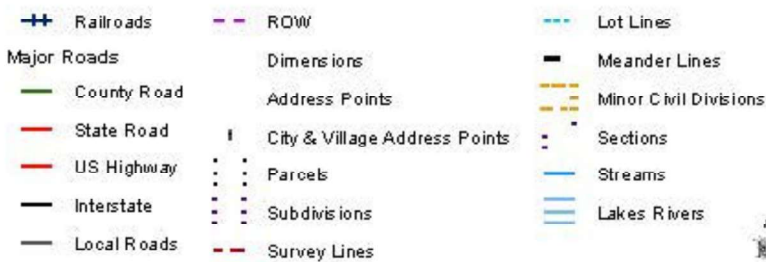 Railroads
Major Roads
County Road
State Road
US Highway
Interstate
Local Roads
ROW
Dimensions
Address Points
City & Village Address Points
Parcels
Subdivisions
Survey Lines
Lot Lines
Meander Lines
Minor Civil Divisions
Sections
Streams
Lakes Rivers